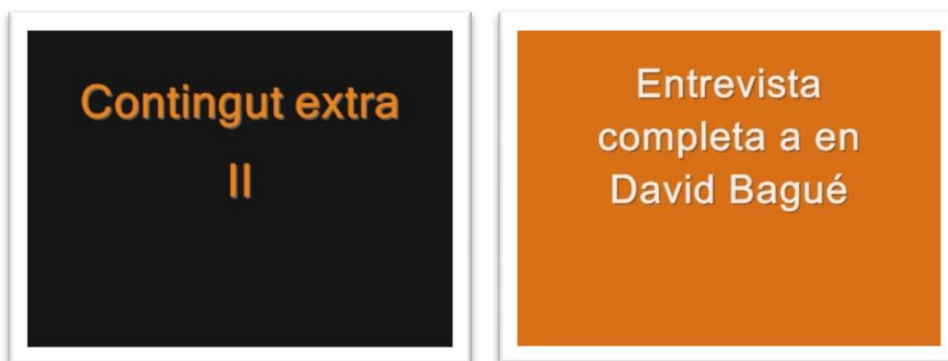 Contingut extra
II
Entrevista
completa a en
David Bagué